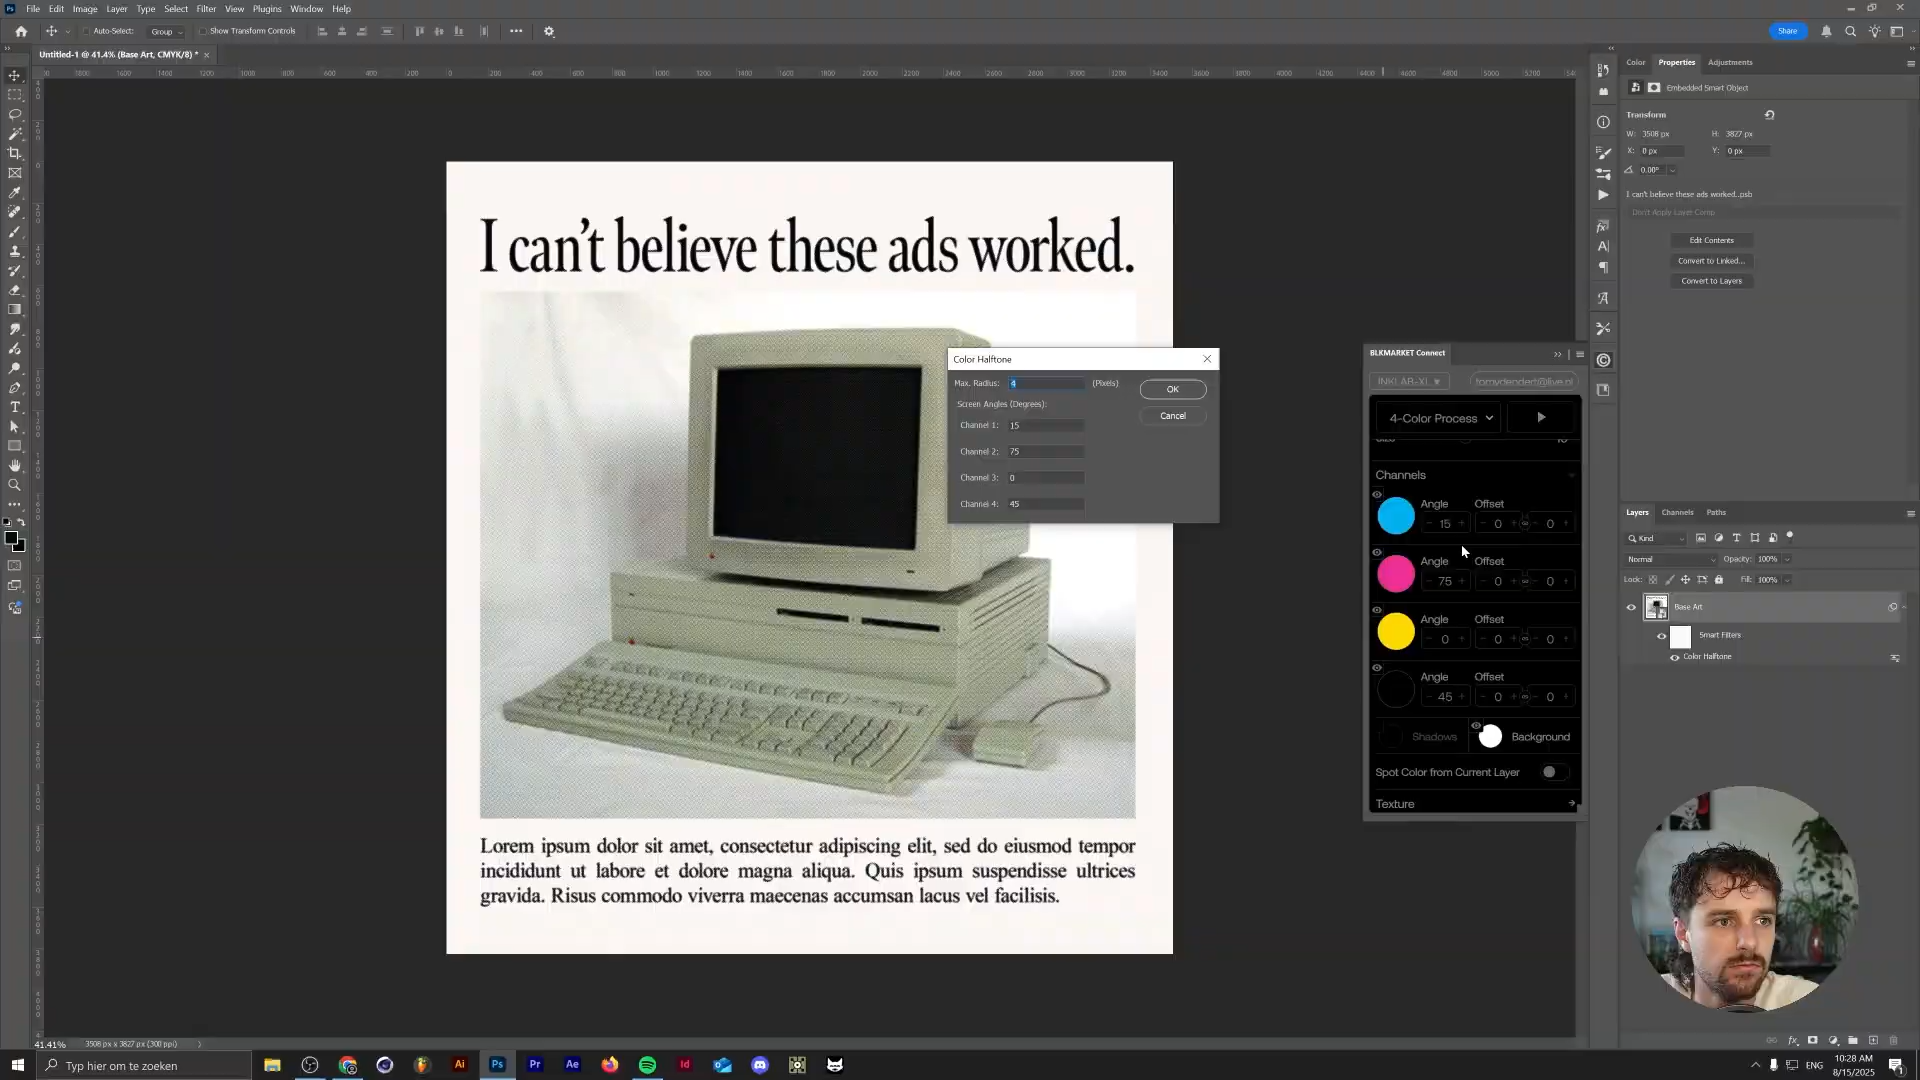 Ps File Edit Image Layer Type Select Filter View Plugins Window Help
Auto-Select: Group Show Transform Controls
Share
Untitled-1 @ 41.4% (Base Art, CMYK/8) *
I can't believe these ads worked.
Lorem ipsum dolor sit amet, consectetur adipiscing elit, sed do eiusmod tempor
incididunt ut labore et dolore magna aliqua. Quis ipsum suspendisse ultrices
gravida. Risus commodo viverra maecenas accumsan lacus vel facilisis.
Color Halftone
Max. Radius: 4 (Pixels)
OK
Screen Angles (Degrees):
Cancel
Channel 1: 15
Channel 2: 75
Channel 3: 0
Channel 4: 45
BLKMARKET Connect
INKLAB-XL
tomydendert@live.nl
4-Color Process
Channels
Angle Offset
15 0 0
Angle Offset
75 0 0
Angle Offset
0 0 0
Angle Offset
45 0 0
Shadows Background
Spot Color from Current Layer
Texture
Color Properties Adjustments
Embedded Smart Object
Transform
W: 3508 px H: 3827 px
X: 0 px Y: 0 px
0.00°
I can't believe these ads worked..psb
Don't Apply Layer Comp
Edit Contents
Convert to Linked...
Convert to Layers
Layers Channels Paths
Kind
Normal Opacity: 100%
Lock: Fill: 100%
Base Art
Smart Filters
Color Halftone
41.41% 3508 px x 3827 px (300 ppi)
Typ hier om te zoeken
Ai Ps Pr Ae Id
ENG
10:28 AM
8/15/2025